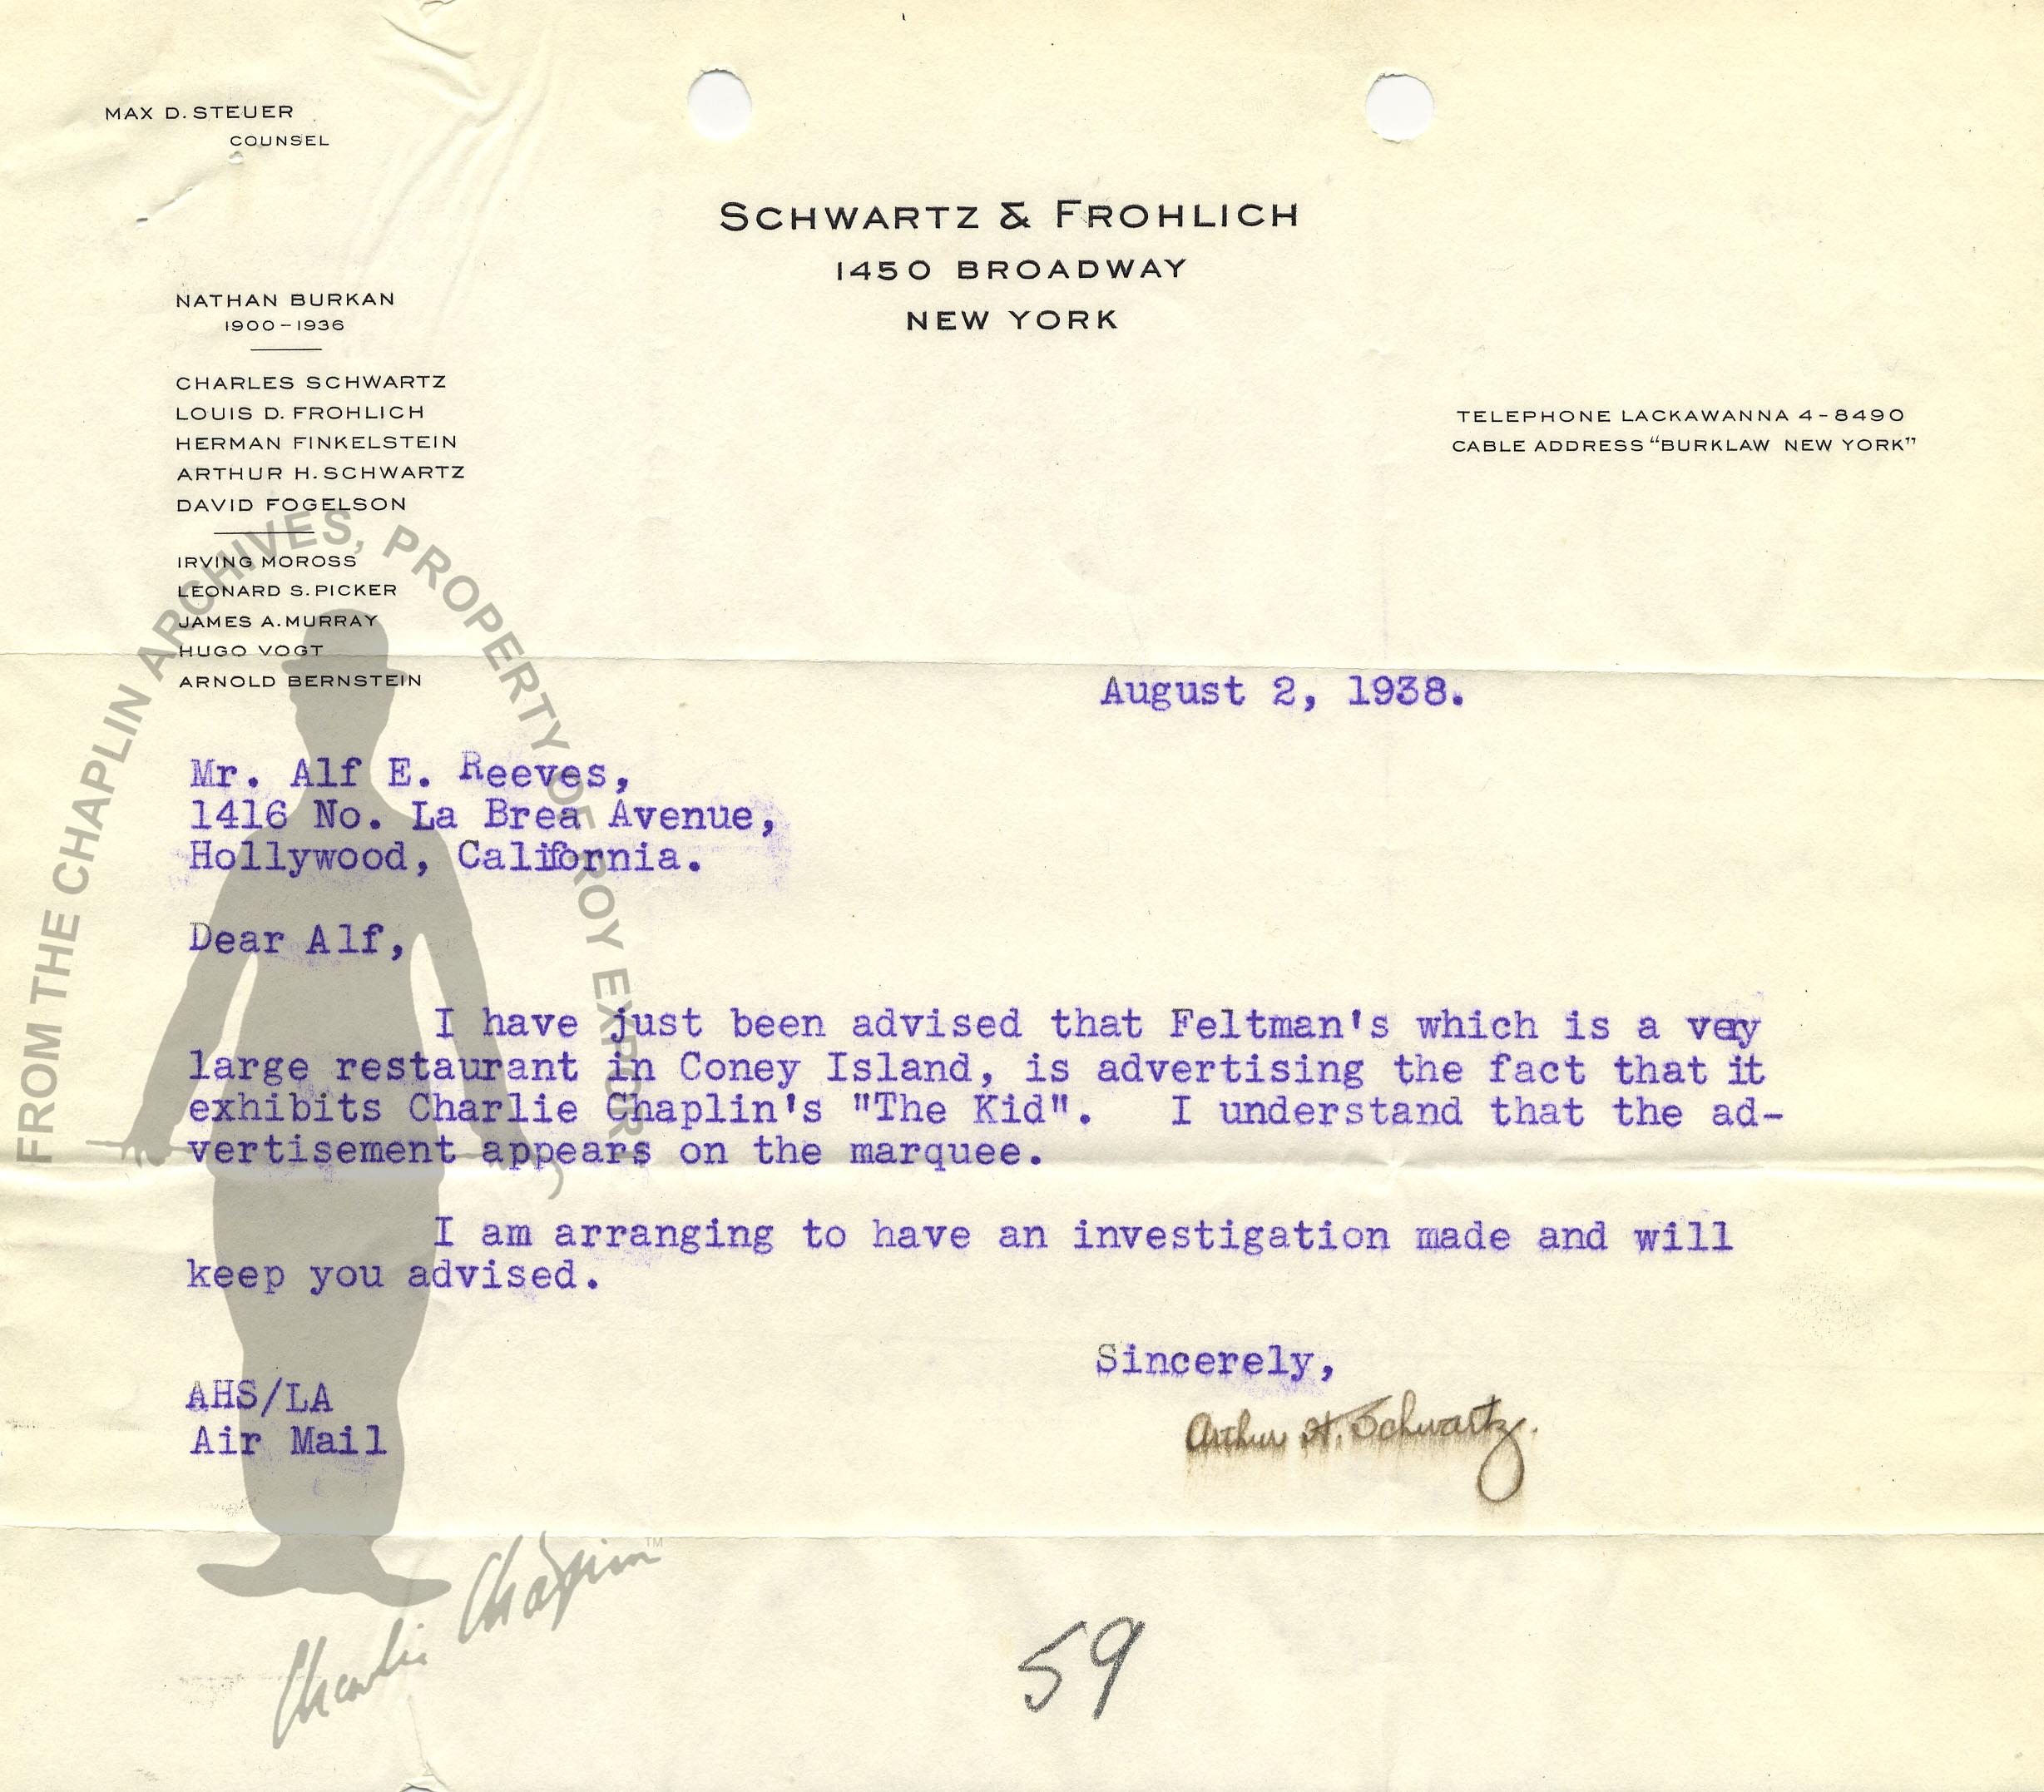 MAX D. STEUER
COUNSEL
SCHWARTZ & FROHLICH
1450 BROADWAY
NEW YORK
NATHAN BURKAN
1900-1936
CHARLES SCHWARTZ
LOUIS D. FROHLICH
HERMAN FINKELSTEIN
ARTHUR H. SCHWARTZ
DAVID FOGELSON
IRVING MOROSS
LEONARD S. PICKER
JAMES A. MURRAY
HUGO VOGT
ARNOLD BERNSTEIN
TELEPHONE LACKAWANNA 4-8490
CABLE ADDRESS "BURKLAW NEW YORK"
August 2, 1938.
Mr. Alf E. Reeves,
1416 No. La Brea Avenue,
Hollywood, California.
Dear Alf,
I have just been advised that Feltman's which is a very
large restaurant in Coney Island, is advertising the fact that it
exhibits Charlie Chaplin's "The Kid". I understand that the ad-
vertisement appears on the marquee.
I am arranging to have an investigation made and will
keep you advised.
Sincerely,
Arthur H. Schwartz.
AHS/LA
Air Mail
59
FROM THE CHAPLIN ARCHIVES, PROPERTY OF ROY EXPORT
Charlie Chaplin™